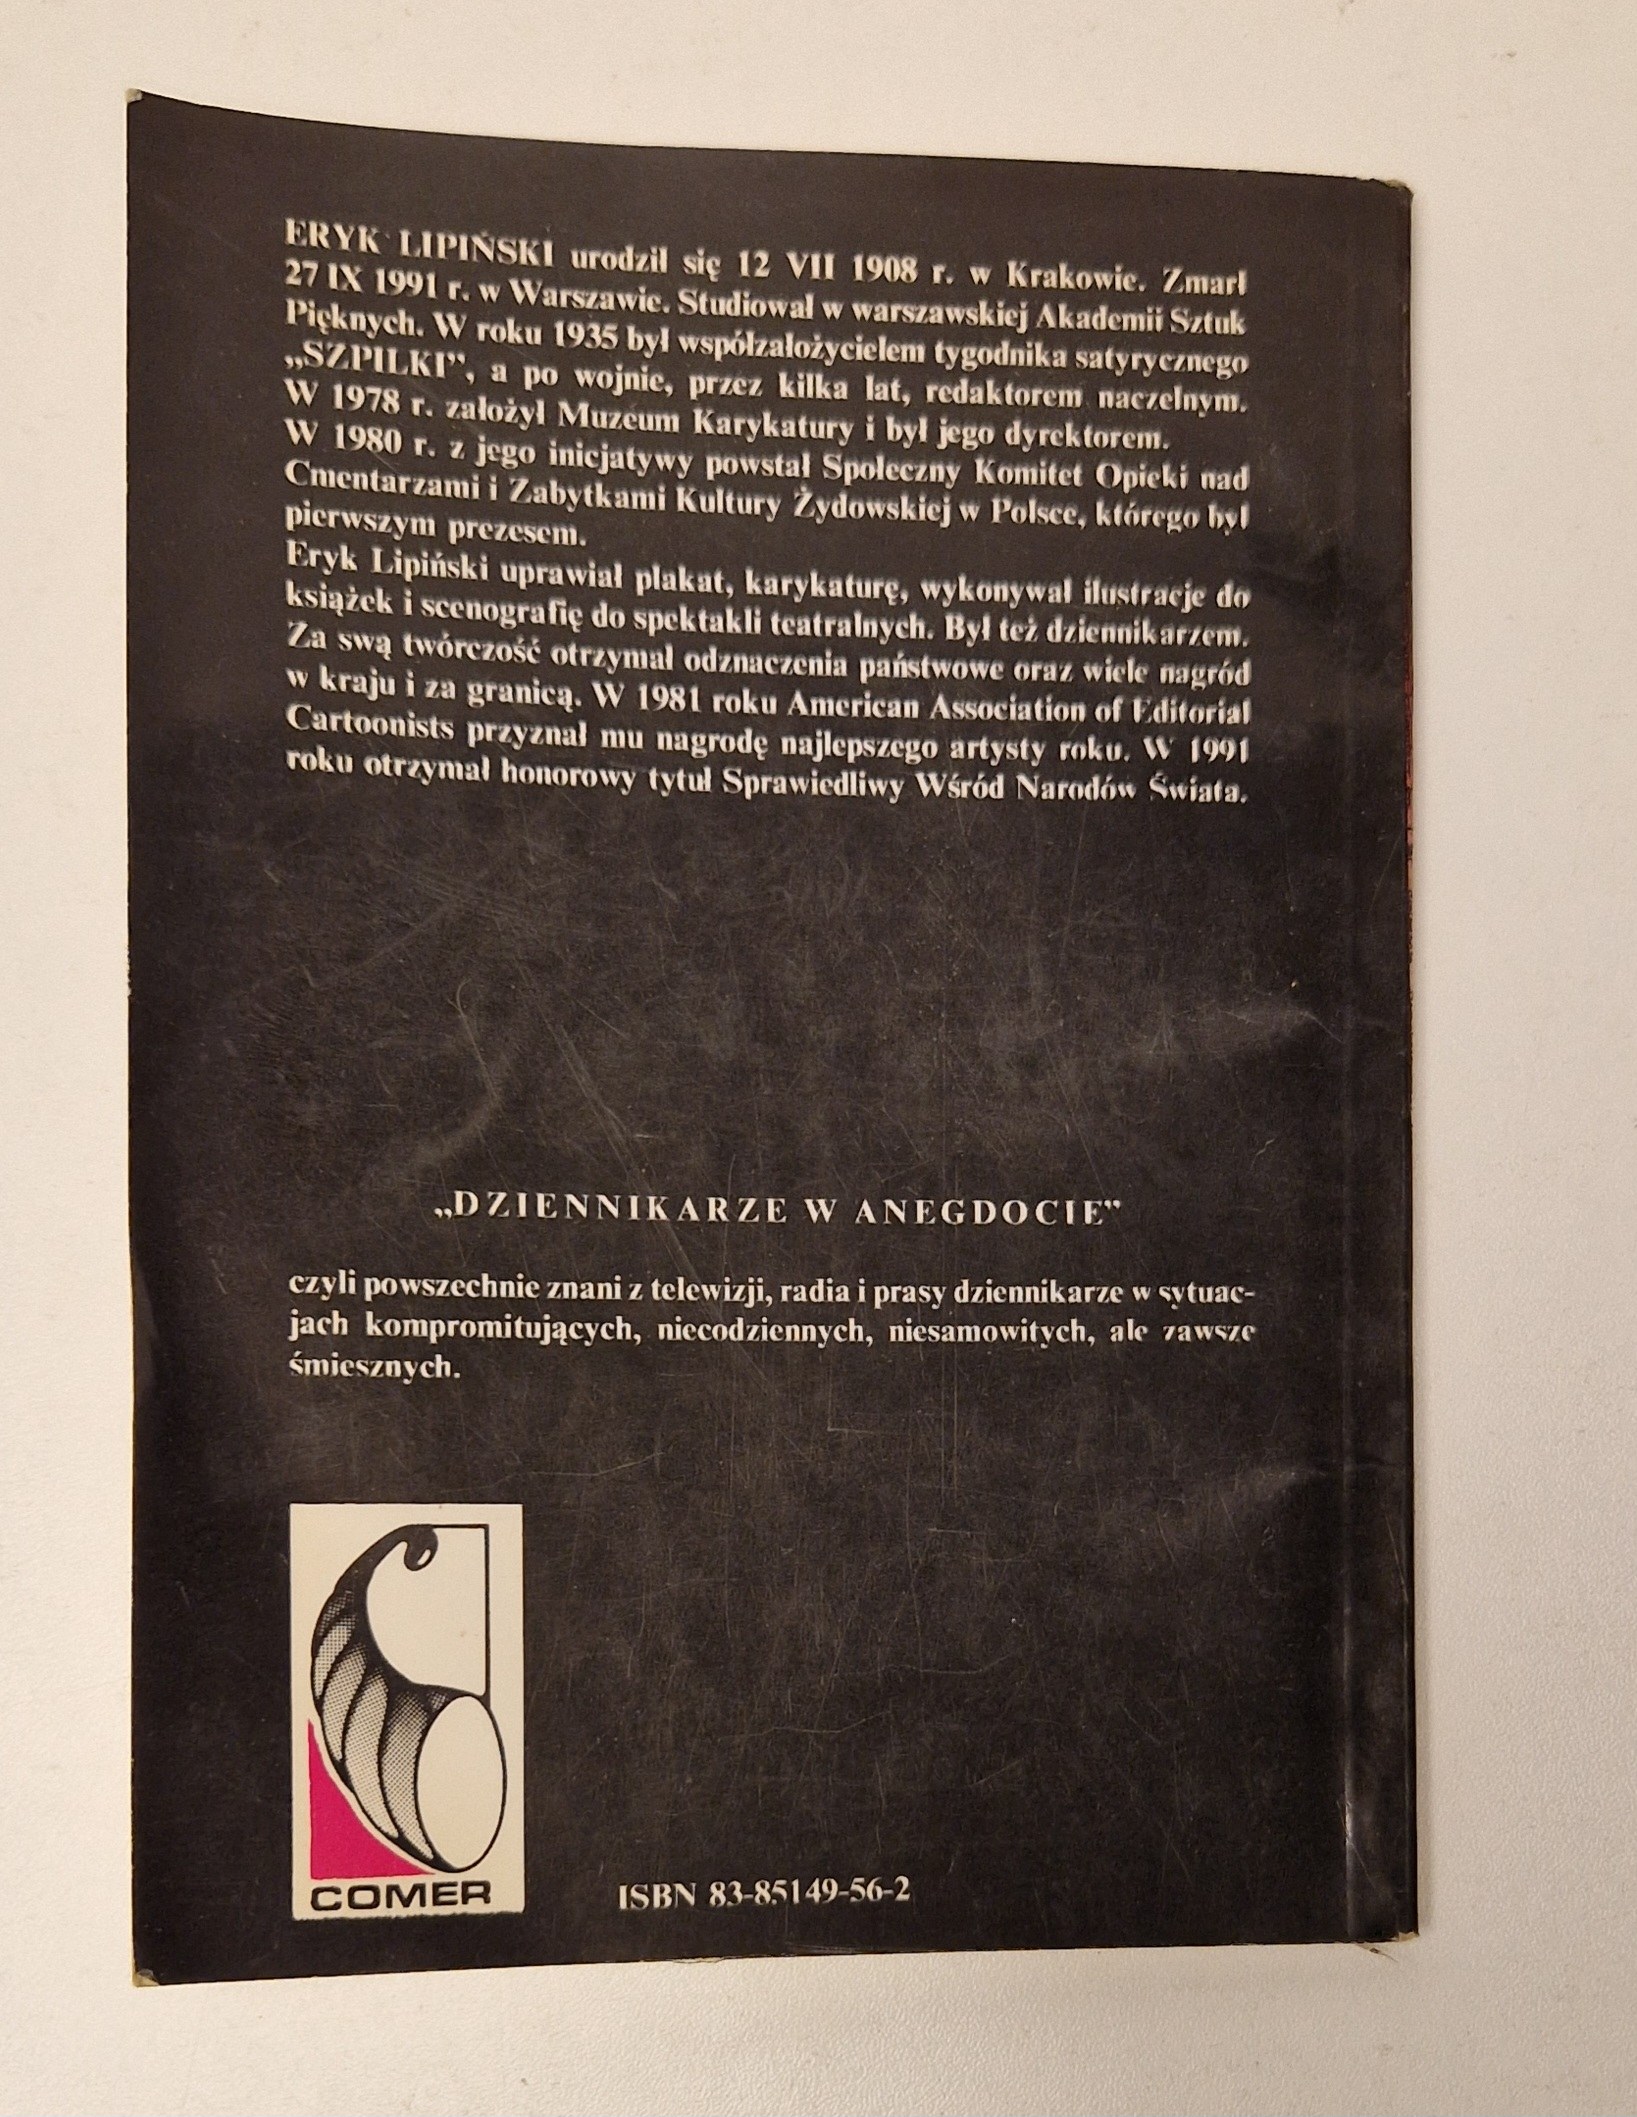 ERYK LIPIŃSKI urodził się 12 VII 1908 r. w Krakowie. Zmarł
27 IX 1991 r. w Warszawie. Studiował w warszawskiej Akademii Sztuk
Pięknych. W roku 1935 był współzałożycielem tygodnika satyrycznego
„SZPILKI”, a po wojnie, przez kilka lat, redaktorem naczelnym.
W 1978 r. założył Muzeum Karykatury i był jego dyrektorem.
W 1980 r. z jego inicjatywy powstał Społeczny Komitet Opieki nad
Cmentarzami i Zabytkami Kultury Żydowskiej w Polsce, którego był
pierwszym prezesem.
Eryk Lipiński uprawiał plakat, karykaturę, wykonywał ilustracje do
książek i scenografię do spektakli teatralnych. Był też dziennikarzem.
Za swą twórczość otrzymał odznaczenia państwowe oraz wiele nagród
w kraju i za granicą. W 1981 roku American Association of Editorial
Cartoonists przyznał mu nagrodę najlepszego artysty roku. W 1991
roku otrzymał honorowy tytuł Sprawiedliwy Wśród Narodów Świata.
„DZIENNIKARZE W ANEGDOCIE”
czyli powszechnie znani z telewizji, radia i prasy dziennikarze w sytuac-
jach kompromitujących, niecodziennych, niesamowitych, ale zawsze
śmiesznych.
COMER
ISBN 83-85149-56-2